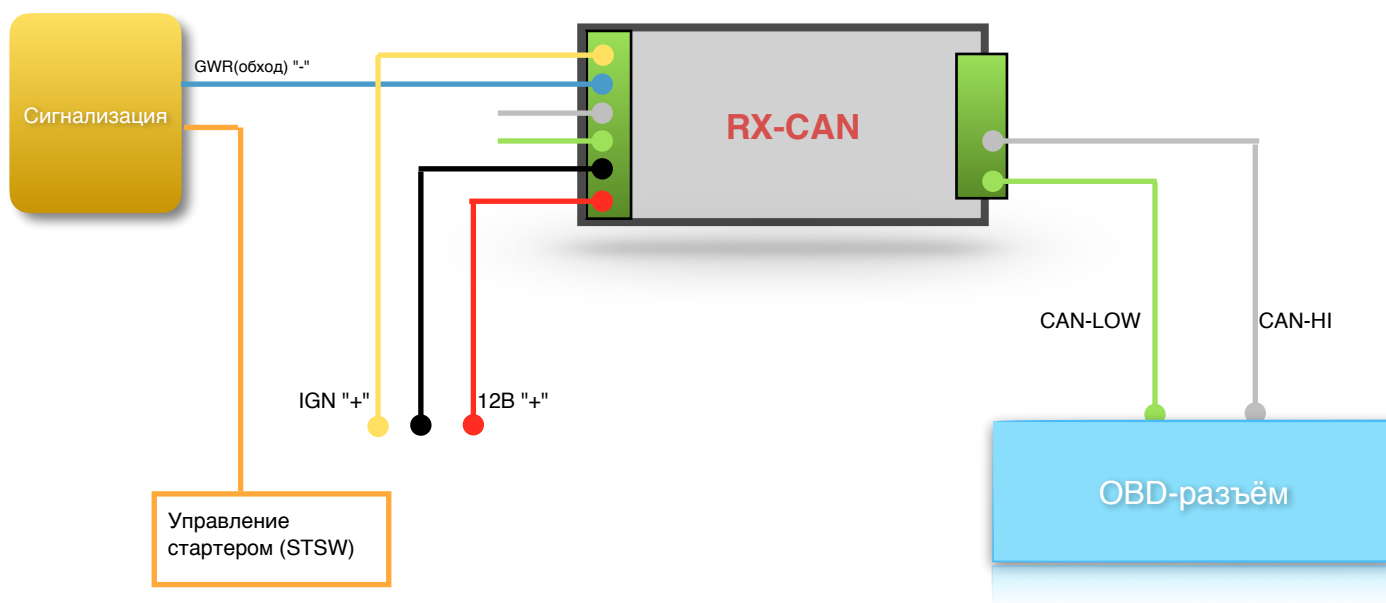 GWR(обход) "-"
Сигнализация
RX-CAN
CAN-LOW
CAN-HI
IGN "+"
12В "+"
OBD-разъём
Управление
стартером (STSW)